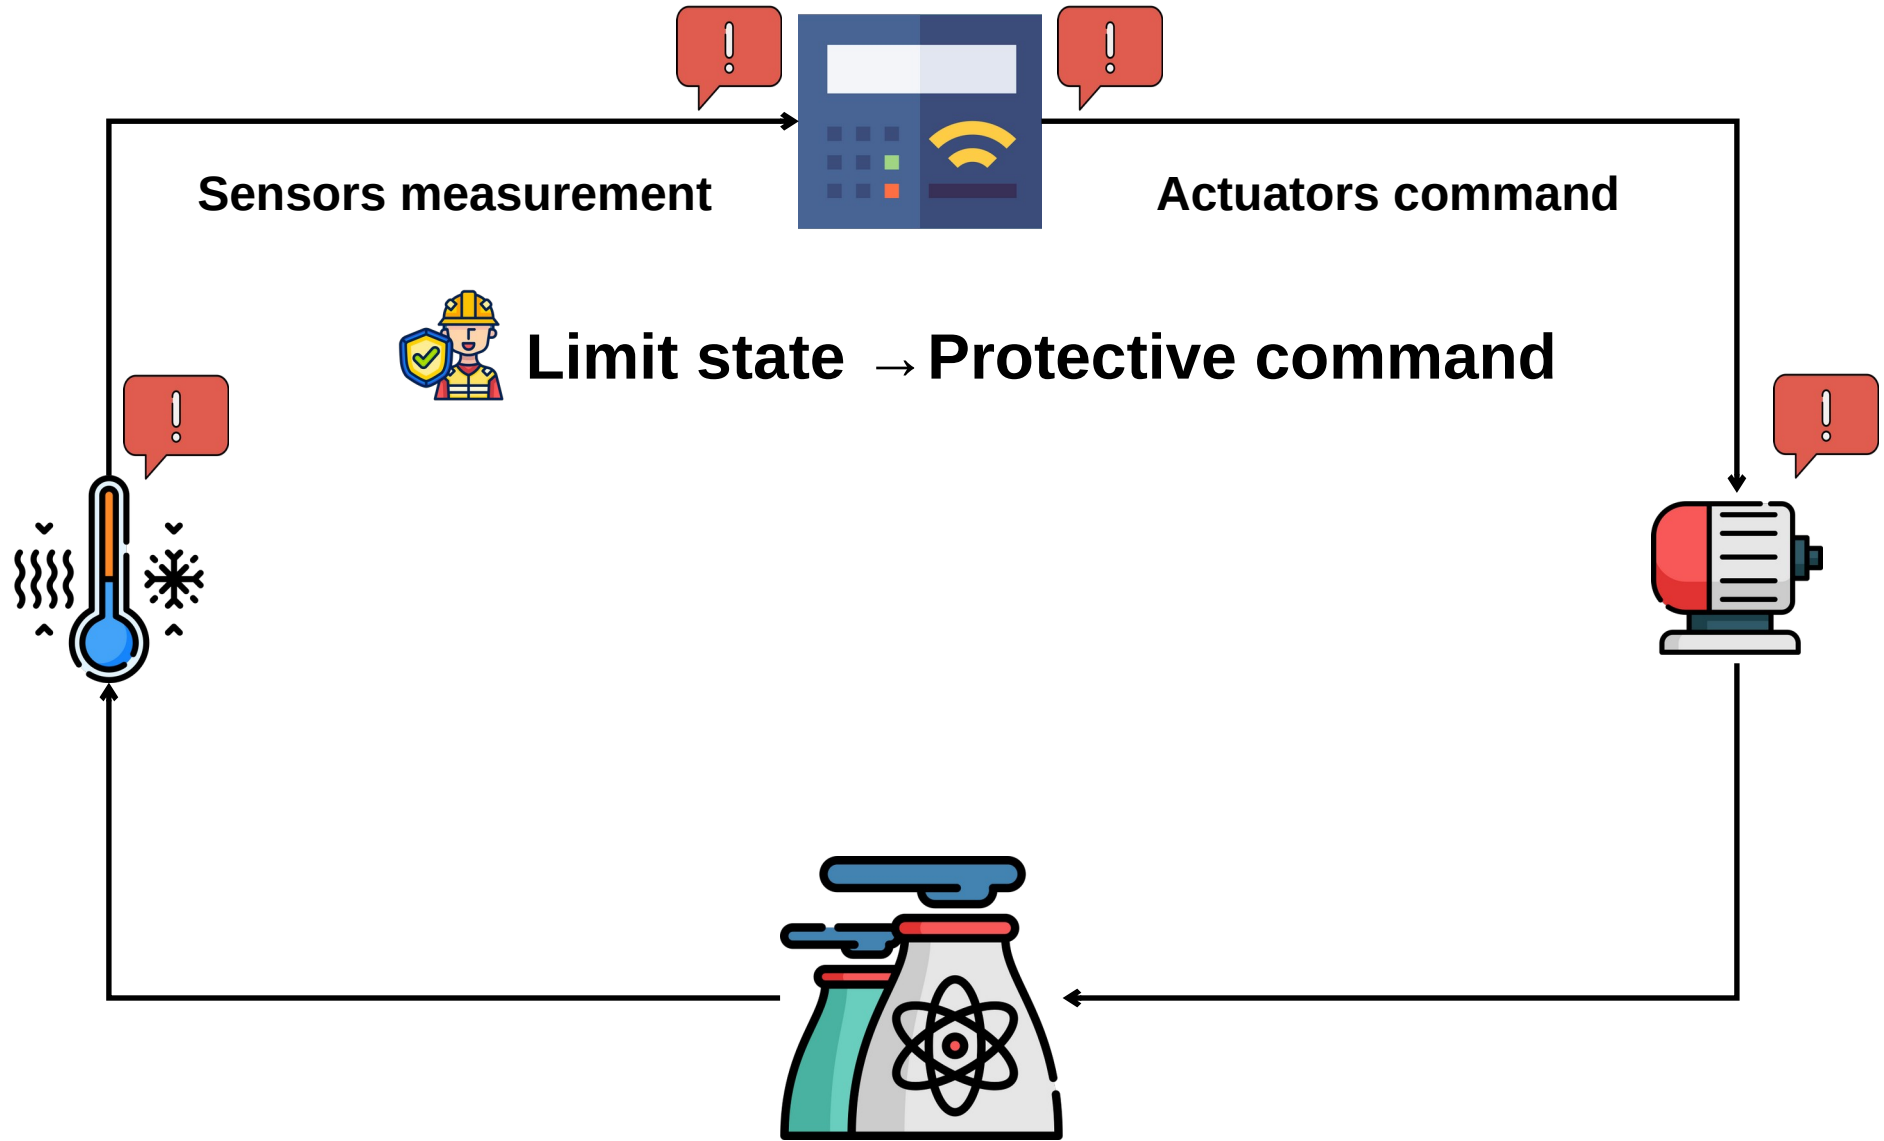 Sensors measurement
Actuators command
Limit state →Protective command